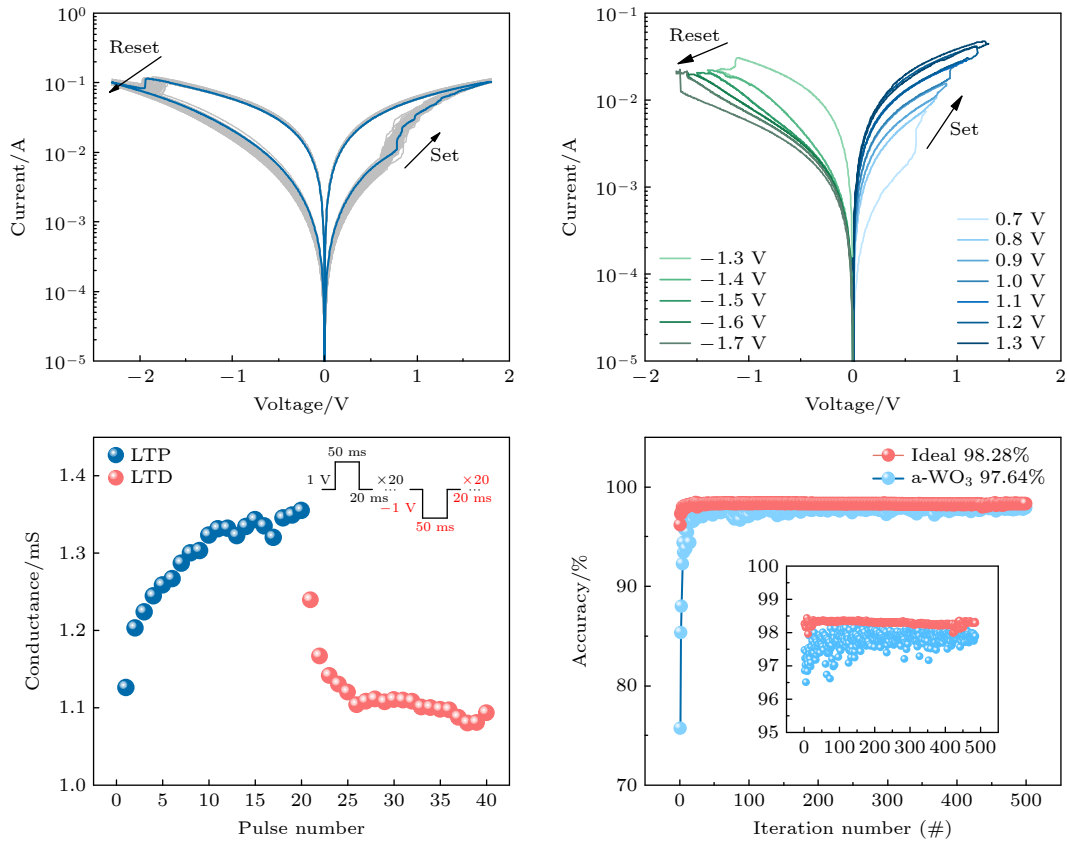 10⁰
10⁻¹
10⁻²
10⁻³
10⁻⁴
10⁻⁵
Current/A
Reset
Set
−2
−1
0
1
2
Voltage/V
10⁰
10⁻¹
10⁻²
10⁻³
10⁻⁴
10⁻⁵
Current/A
Reset
Set
−1.3 V
−1.4 V
−1.5 V
−1.6 V
−1.7 V
0.7 V
0.8 V
0.9 V
1.0 V
1.1 V
1.2 V
1.3 V
−2
−1
0
1
2
Voltage/V
1.4
1.3
1.2
1.1
1.0
Conductance/mS
LTP
LTD
50 ms
1 V
×20
...
20 ms
×20
...
20 ms
−1 V
50 ms
0
5
10
15
20
25
30
35
40
Pulse number
100
90
80
70
Accuracy/%
Ideal 98.28%
a-WO₃ 97.64%
100
99
98
97
96
95
0
100
200
300
400
500
0
100
200
300
400
500
Iteration number (#)